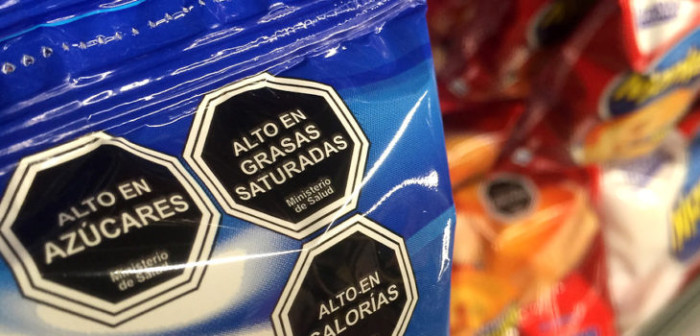 ALTO EN
AZÚCARES
Ministerio
de Salud
ALTO EN
GRASAS
SATURADAS
Ministerio
de Salud
ALTO EN
CALORÍAS